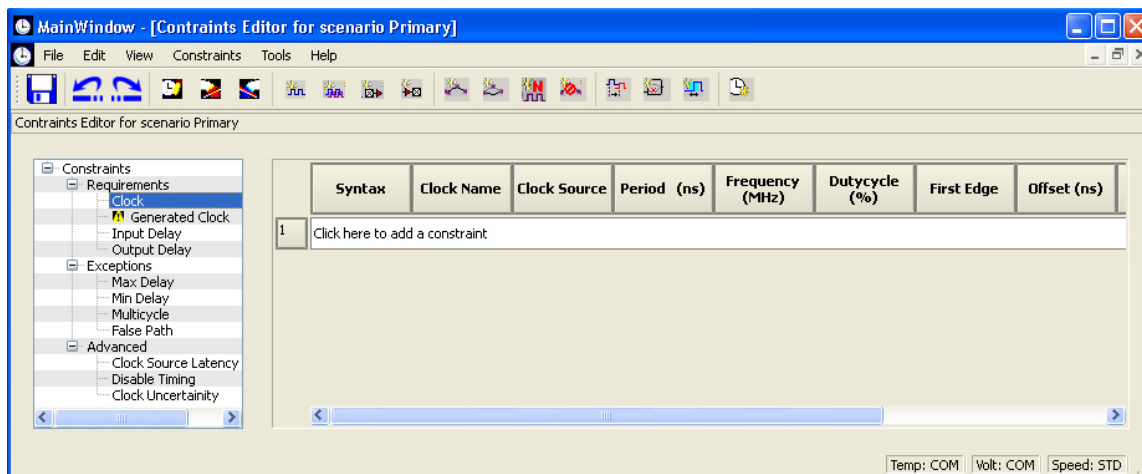 MainWindow - [Contraints Editor for scenario Primary]
File Edit View Constraints Tools Help
Contraints Editor for scenario Primary
Constraints
Requirements
Clock
Generated Clock
Input Delay
Output Delay
Exceptions
Max Delay
Min Delay
Multicycle
False Path
Advanced
Clock Source Latency
Disable Timing
Clock Uncertainity
Syntax Clock Name Clock Source Period (ns) Frequency (MHz) Dutycycle (%) First Edge Offset (ns)
1 Click here to add a constraint
Temp: COM Volt: COM Speed: STD